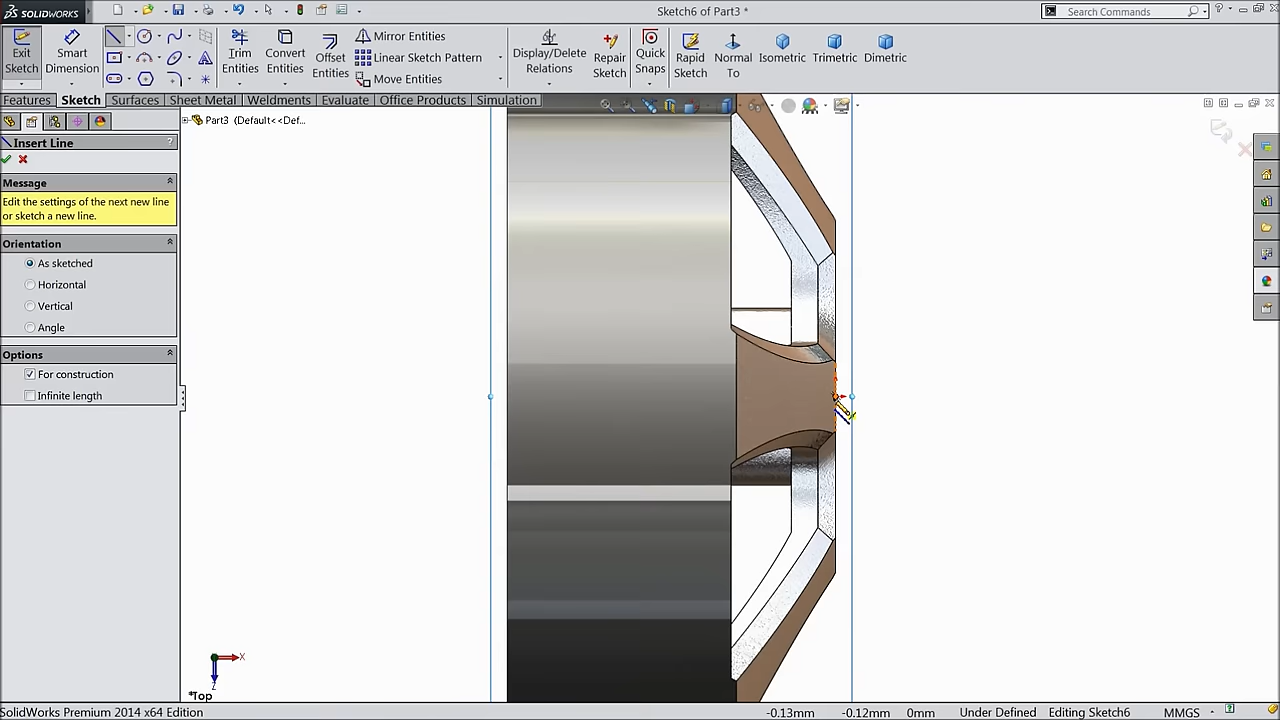 SOLIDWORKS
Sketch6 of Part3 *
Search Commands
?
Exit Sketch
Smart Dimension
Trim Entities
Convert Entities
Offset Entities
Mirror Entities
Linear Sketch Pattern
Move Entities
Display/Delete Relations
Repair Sketch
Quick Snaps
Rapid Sketch
Normal To
Isometric
Trimetric
Dimetric
Features
Sketch
Surfaces
Sheet Metal
Weldments
Evaluate
Office Products
Simulation
Part3 (Default<<Def...
Insert Line
?
Message
Edit the settings of the next new line
or sketch a new line.
Orientation
As sketched
Horizontal
Vertical
Angle
Options
For construction
Infinite length
X
Z
*Top
SolidWorks Premium 2014 x64 Edition
-0.13mm
-0.12mm
0mm
Under Defined
Editing Sketch6
MMGS
?